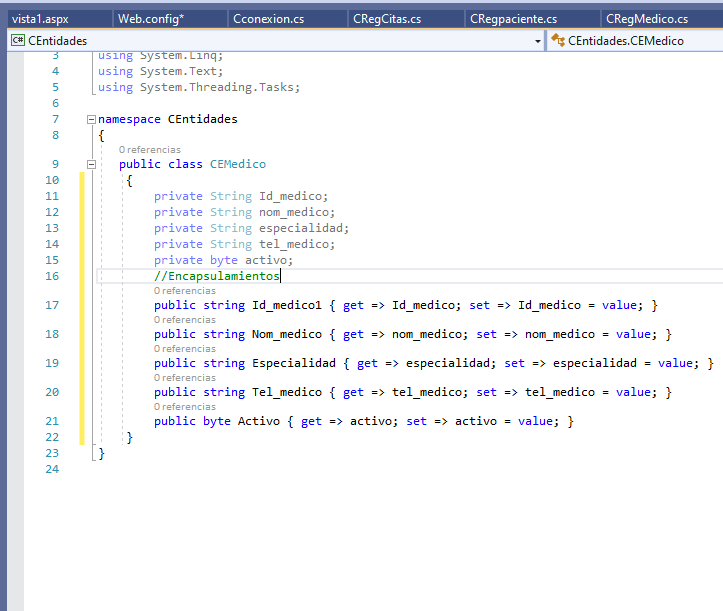 vista1.aspx Web.config* Cconexion.cs CRegCitas.cs CRegpaciente.cs CRegMedico.cs
C# CEntidades CEntidades.CEMedico
3 using System.Linq;
4 using System.Text;
5 using System.Threading.Tasks;
6
7 namespace CEntidades
8 {
0 referencias
9 public class CEMedico
10 {
11 private String Id_medico;
12 private String nom_medico;
13 private String especialidad;
14 private String tel_medico;
15 private byte activo;
16 //Encapsulamientos
0 referencias
17 public string Id_medico1 { get => Id_medico; set => Id_medico = value; }
0 referencias
18 public string Nom_medico { get => nom_medico; set => nom_medico = value; }
0 referencias
19 public string Especialidad { get => especialidad; set => especialidad = value; }
0 referencias
20 public string Tel_medico { get => tel_medico; set => tel_medico = value; }
0 referencias
21 public byte Activo { get => activo; set => activo = value; }
22 }
23 }
24